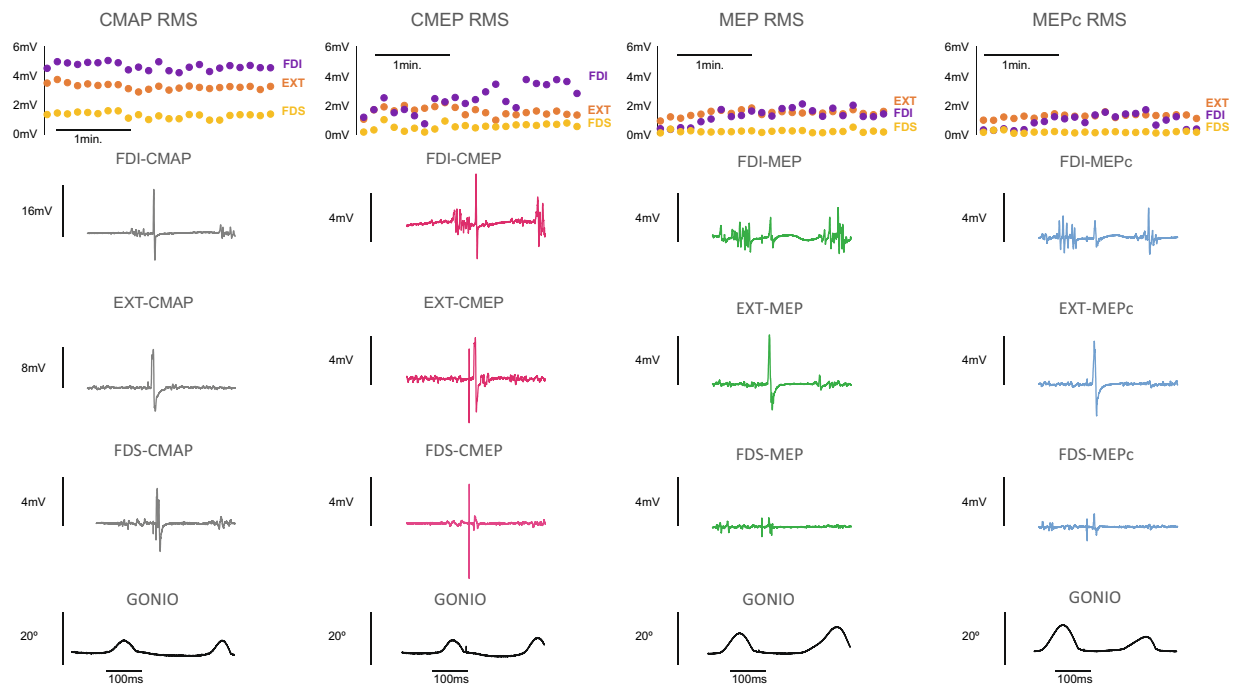 CMAP RMS CMEP RMS MEP RMS MEPc RMS
6mV 6mV 6mV 6mV
1min. 1min. 1min.
FDI FDI
4mV 4mV 4mV 4mV
EXT
2mV 2mV 2mV 2mV
FDS EXT EXT EXT
FDS FDI FDI
FDS FDS
0mV 0mV 0mV 0mV
1min.
FDI-CMAP FDI-CMEP FDI-MEP FDI-MEPc
16mV 4mV 4mV 4mV
EXT-CMAP EXT-CMEP EXT-MEP EXT-MEPc
8mV 4mV 4mV 4mV
FDS-CMAP FDS-CMEP FDS-MEP FDS-MEPc
4mV 4mV 4mV 4mV
GONIO GONIO GONIO GONIO
20º 20º 20º 20º
100ms 100ms 100ms 100ms